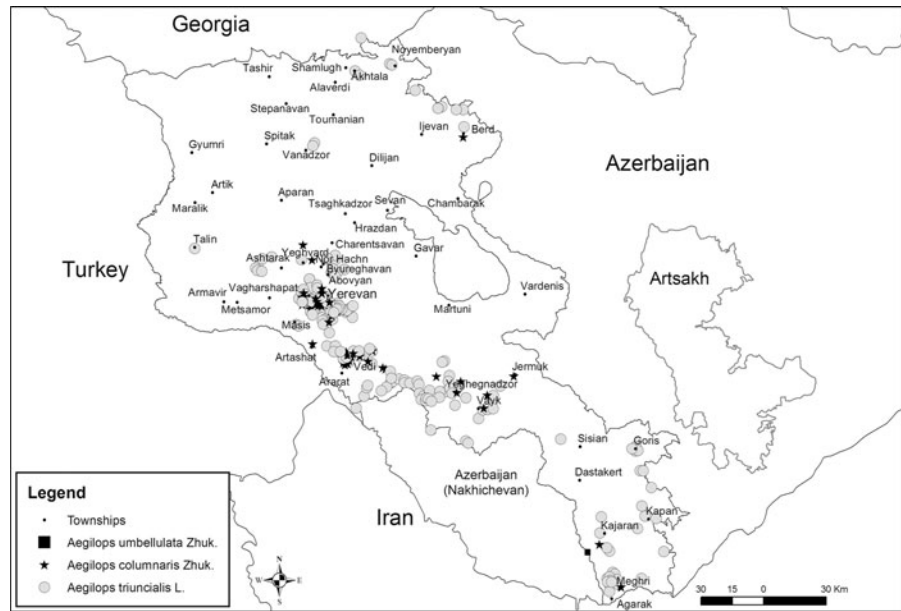 Georgia
Noyemberyan
Shamlugh
Tashir
Akhtala
Alaverdi
Stepanavan
Toumanian
Ijevan
Berd
Spitak
Gyumri
Vanadzor
Dilijan
Azerbaijan
Artik
Aparan
Sevan
Chambarak
Maralik
Tsaghkadzor
Hrazdan
Talin
Charentsavan
Yeghvard
Gavar
Nor Hachn
Ashtarak
Byureghavan
Turkey
Abovyan
Artsakh
Vagharshapat
Yerevan
Vardenis
Armavir
Metsamor
Martuni
Masis
Artashat
Vedi
Jermuk
Ararat
Yeghegnadzor
Vayk
Sisian
Goris
Azerbaijan
(Nakhichevan)
Dastakert
Iran
Kapan
Kajaran
Meghri
Agarak
Legend
Townships
Aegilops umbellulata Zhuk.
Aegilops columnaris Zhuk.
Aegilops triuncialis L.
N
W E
S
30 15 0 30 Km